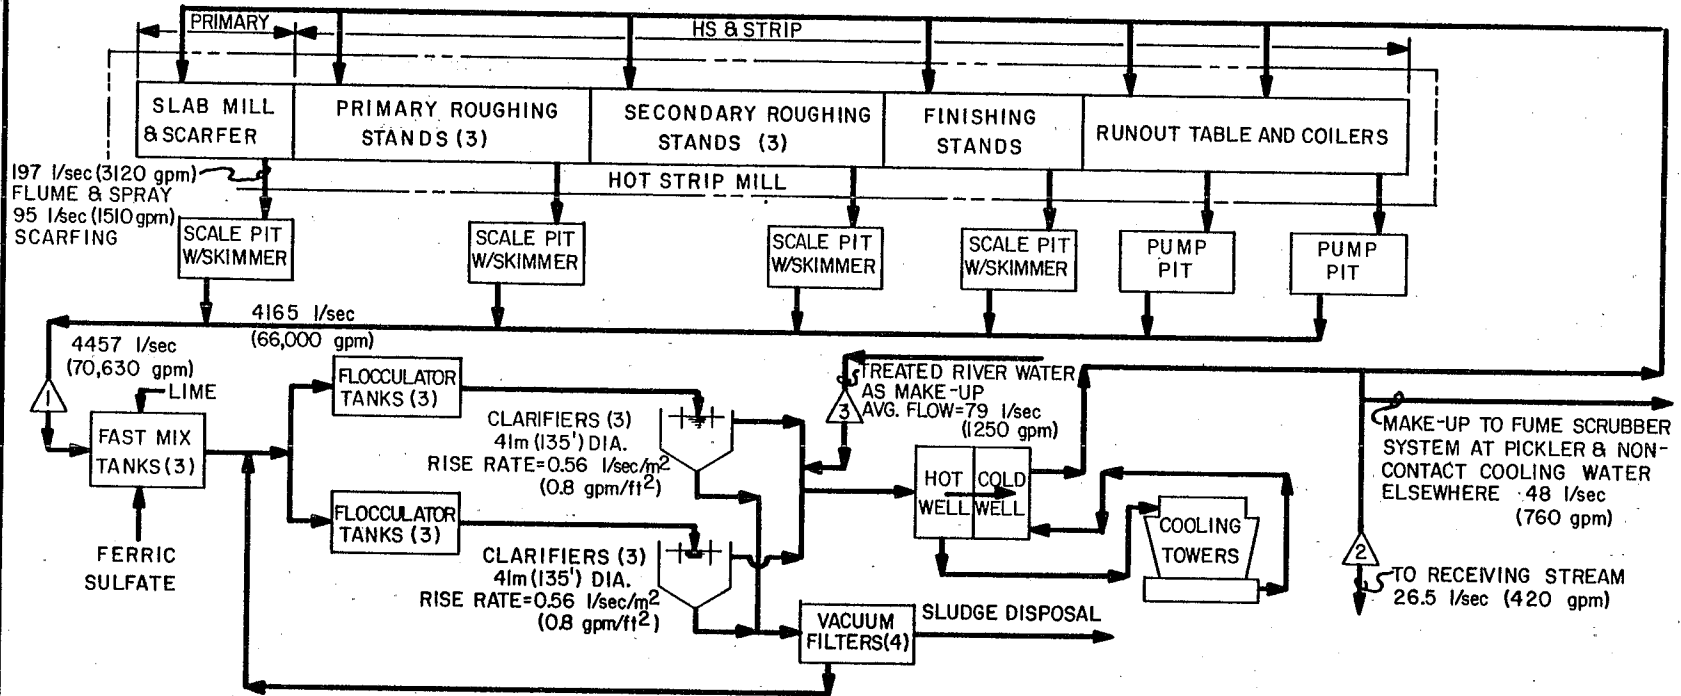 PRIMARY
HS & STRIP
SLAB MILL
& SCARFER
PRIMARY ROUGHING
STANDS (3)
SECONDARY ROUGHING
STANDS (3)
FINISHING
STANDS
RUNOUT TABLE AND COILERS
HOT STRIP MILL
197 l/sec (3120 gpm)
FLUME & SPRAY
95 l/sec (1510 gpm)
SCARFING
SCALE PIT
W/SKIMMER
SCALE PIT
W/SKIMMER
SCALE PIT
W/SKIMMER
SCALE PIT
W/SKIMMER
PUMP
PIT
PUMP
PIT
4165 l/sec
(66,000 gpm)
4457 l/sec
(70,630 gpm)
1
LIME
FAST MIX
TANKS (3)
FERRIC
SULFATE
FLOCCULATOR
TANKS (3)
CLARIFIERS (3)
41m (135') DIA.
RISE RATE=0.56 l/sec/m2
(0.8 gpm/ft2)
FLOCCULATOR
TANKS (3)
CLARIFIERS (3)
41m (135') DIA.
RISE RATE=0.56 l/sec/m2
(0.8 gpm/ft2)
TREATED RIVER WATER
AS MAKE-UP
AVG. FLOW=79 l/sec
(1250 gpm)
3
HOT
WELL
COLD
WELL
COOLING
TOWERS
MAKE-UP TO FUME SCRUBBER
SYSTEM AT PICKLER & NON-
CONTACT COOLING WATER
ELSEWHERE 48 l/sec
(760 gpm)
2
TO RECEIVING STREAM
26.5 l/sec (420 gpm)
VACUUM
FILTERS(4)
SLUDGE DISPOSAL